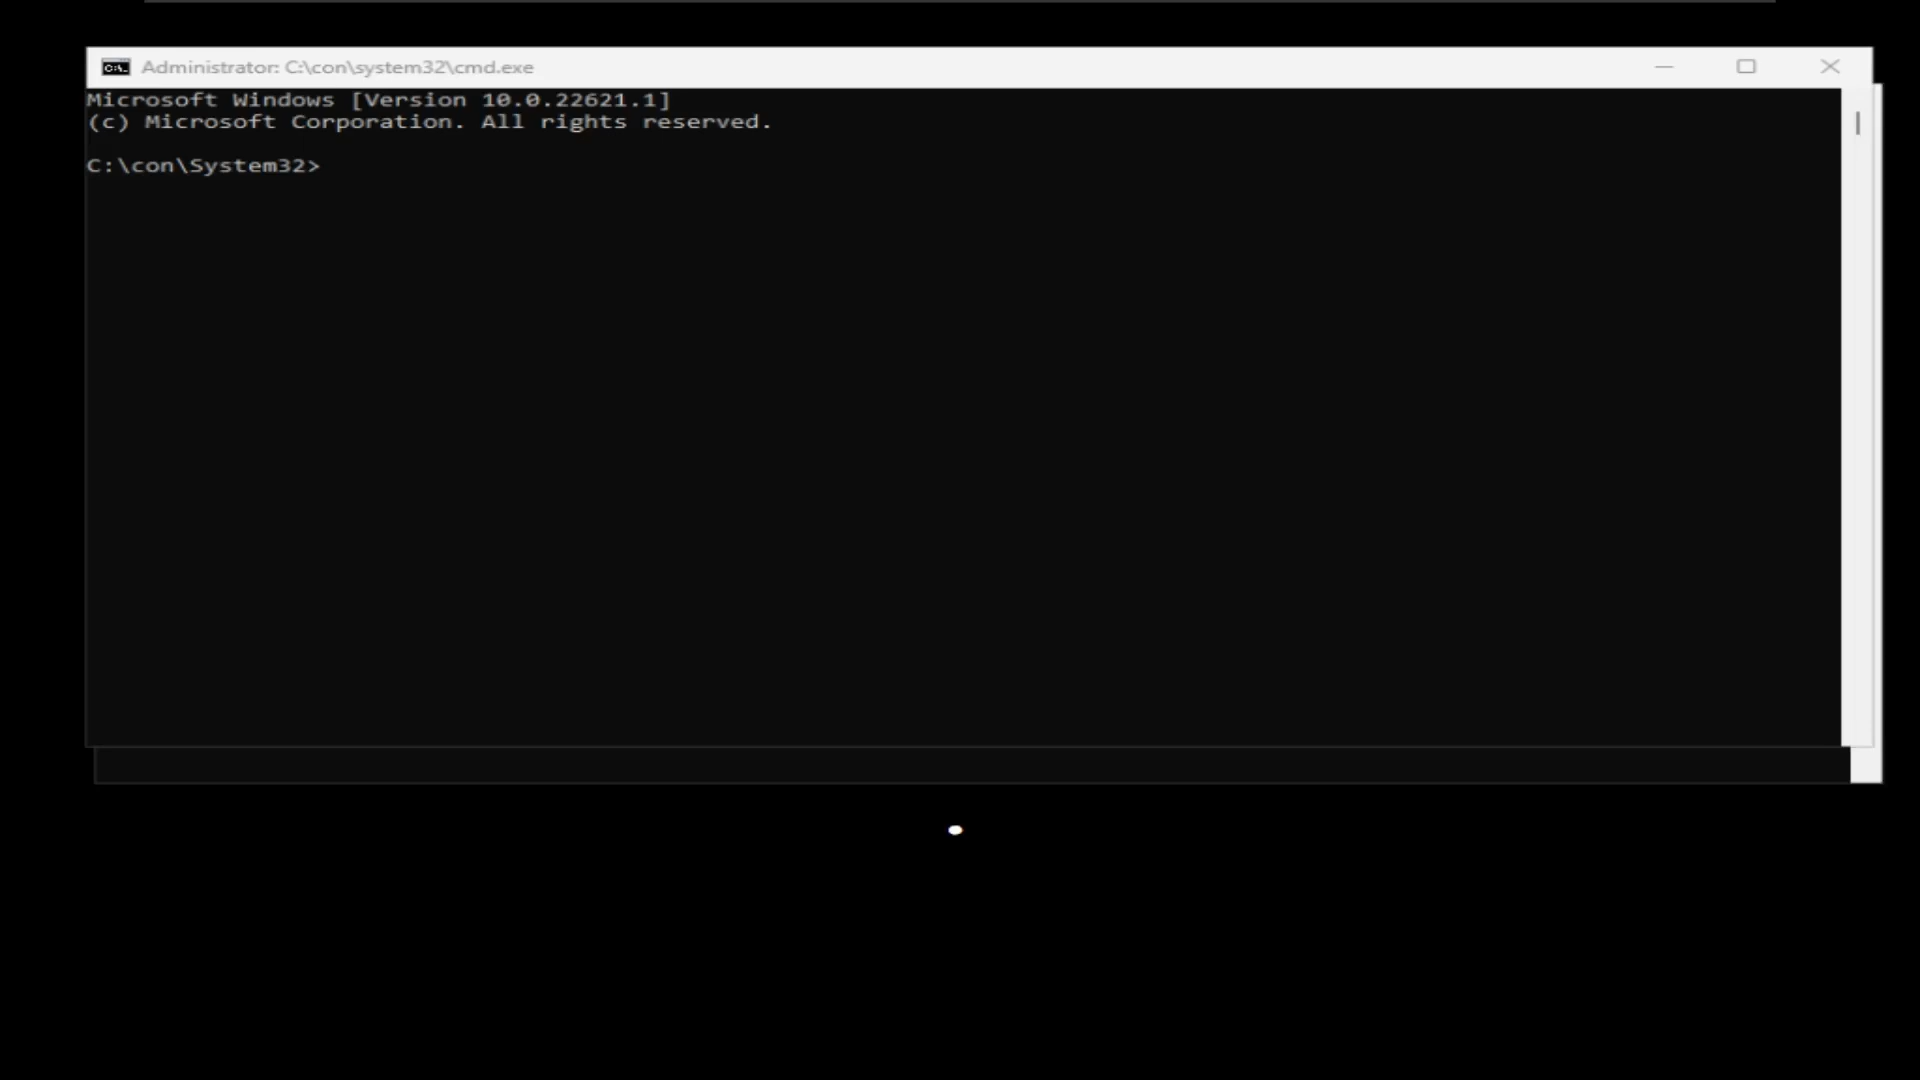 Administrator: C:\con\system32\cmd.exe
Microsoft Windows [Version 10.0.22621.1]
(c) Microsoft Corporation. All rights reserved.
C:\con\System32>